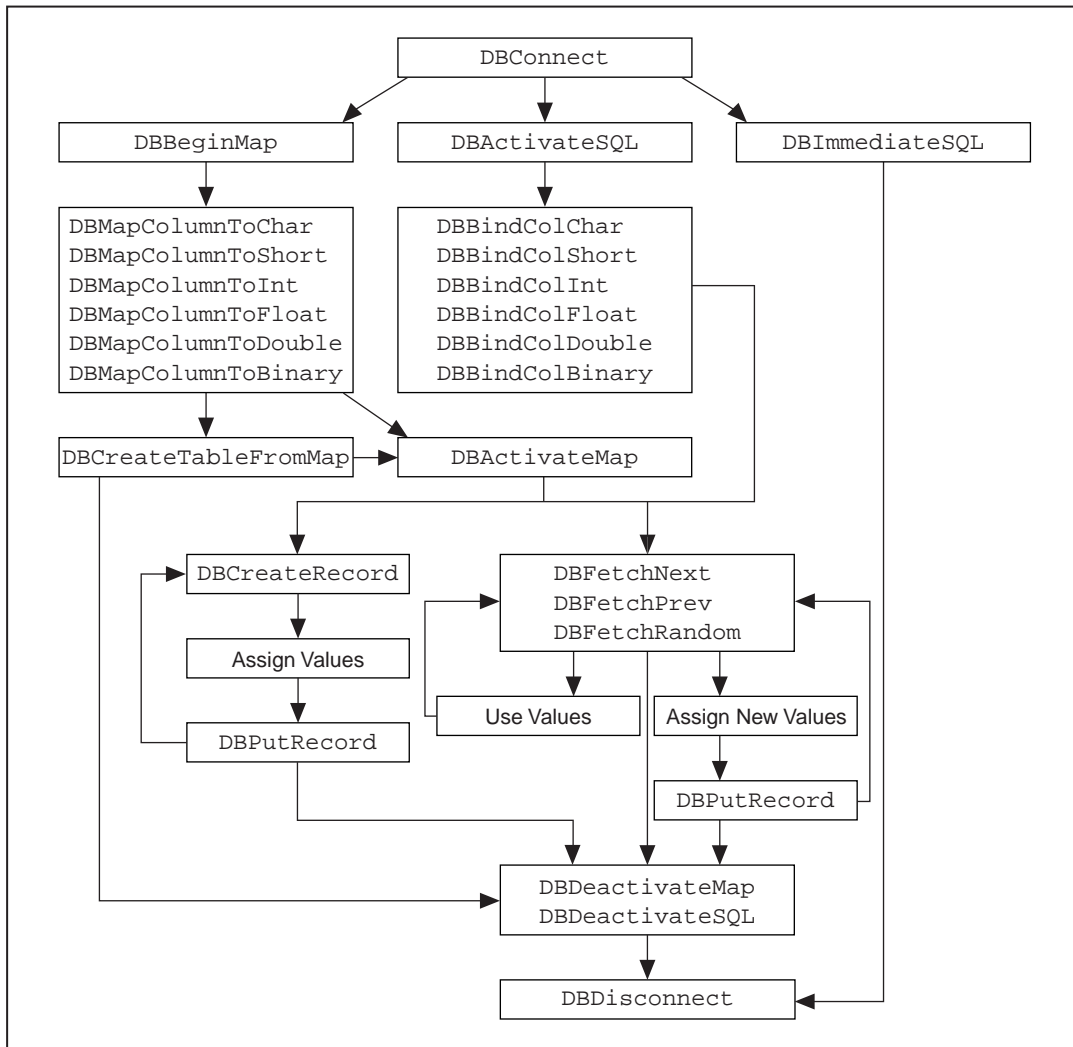 DBConnect
DBBeginMap
DBActivateSQL
DBImmediateSQL
DBMapColumnToChar
DBMapColumnToShort
DBMapColumnToInt
DBMapColumnToFloat
DBMapColumnToDouble
DBMapColumnToBinary
DBBindColChar
DBBindColShort
DBBindColInt
DBBindColFloat
DBBindColDouble
DBBindColBinary
DBCreateTableFromMap
DBActivateMap
DBCreateRecord
Assign Values
DBPutRecord
DBFetchNext
DBFetchPrev
DBFetchRandom
Use Values
Assign New Values
DBPutRecord
DBDeactivateMap
DBDeactivateSQL
DBDisconnect